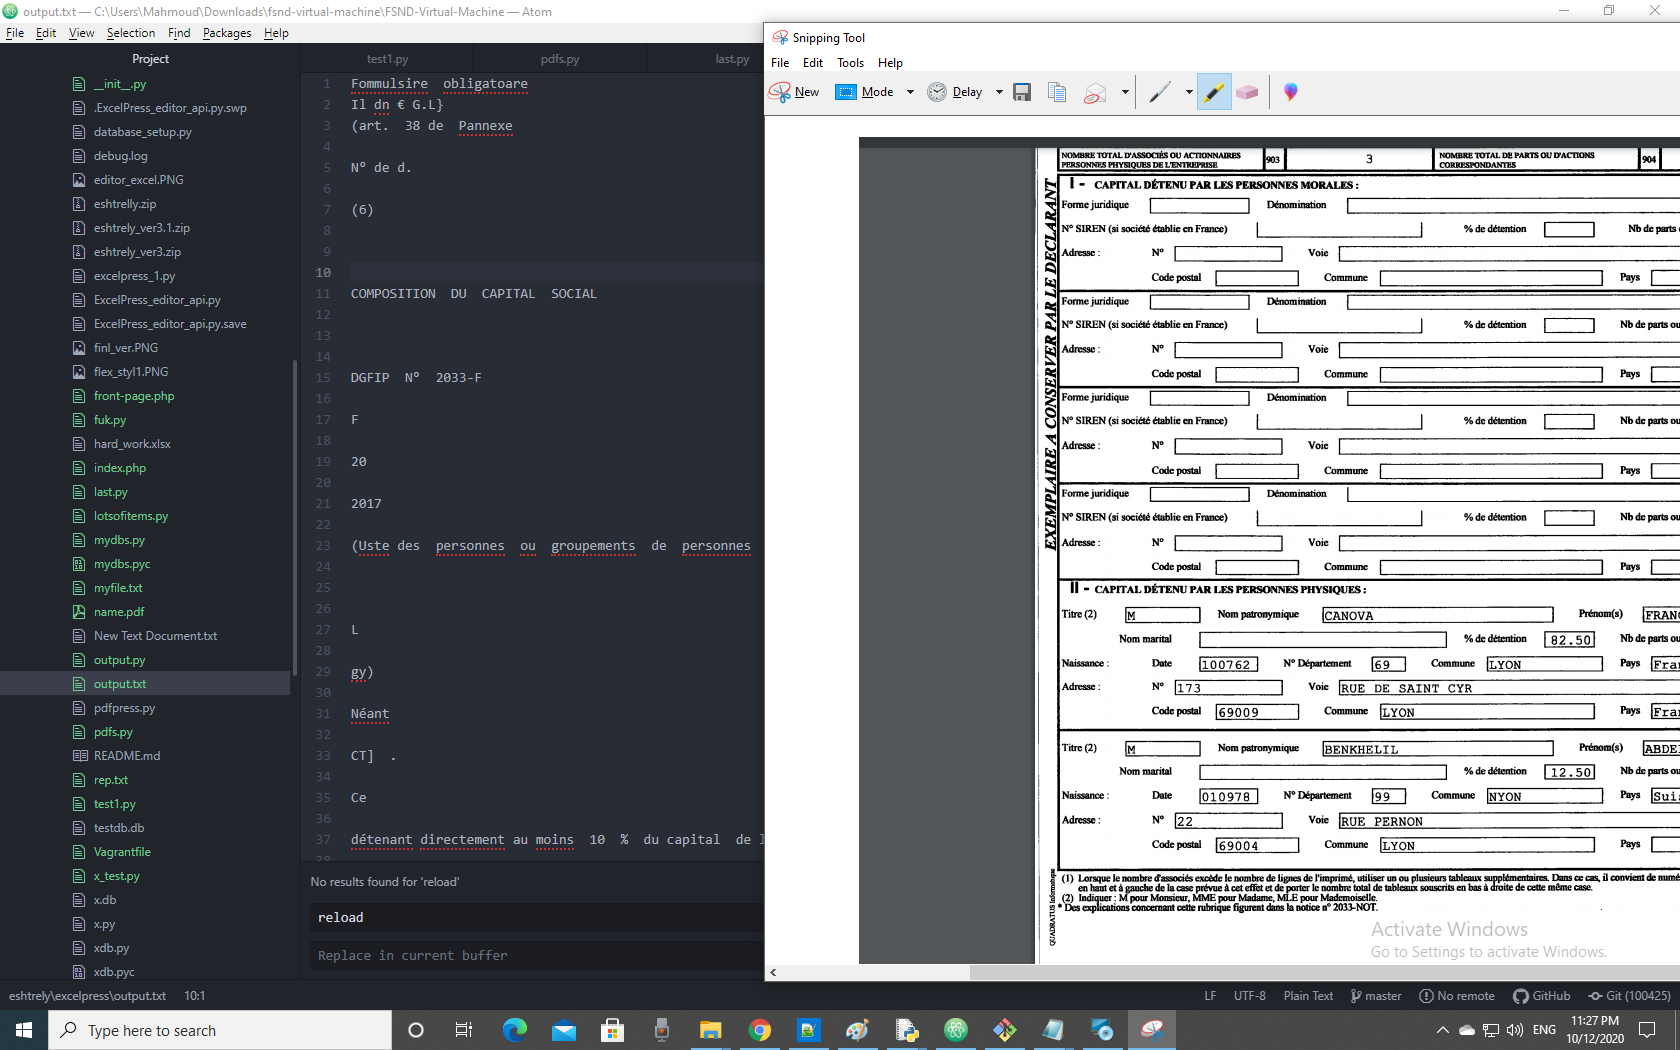 output.txt — C:\Users\Mahmoud\Downloads\fsnd-virtual-machine\FSND-Virtual-Machine — Atom
File Edit View Selection Find Packages Help
Project
__init__.py
.ExcelPress_editor_api.py.swp
database_setup.py
debug.log
editor_excel.PNG
eshtrelly.zip
eshtrely_ver3.1.zip
eshtrely_ver3.zip
excelpress_1.py
ExcelPress_editor_api.py
ExcelPress_editor_api.py.save
finl_ver.PNG
flex_styl1.PNG
front-page.php
fuk.py
hard_work.xlsx
index.php
last.py
lotsofitems.py
mydbs.py
mydbs.pyc
myfile.txt
name.pdf
New Text Document.txt
output.py
output.txt
pdfpress.py
pdfs.py
README.md
rep.txt
test1.py
testdb.db
Vagrantfile
x_test.py
x.db
x.py
xdb.py
xdb.pyc
test1.py pdfs.py last.py
1 Fommulsire obligatoare
2 Il dn € G.L}
3 (art. 38 de Pannexe
4
5 N° de d.
6
7 (6)
8
9
10
11 COMPOSITION DU CAPITAL SOCIAL
12
13
14
15 DGFIP N° 2033-F
16
17 F
18
19 20
20
21 2017
22
23 (Uste des personnes ou groupements de personnes
24
25
26
27 L
28
29 gy)
30
31 Néant
32
33 CT] .
34
35 Ce
36
37 détenant directement au moins 10 % du capital de l
38
No results found for 'reload'
reload
Replace in current buffer
Snipping Tool
File Edit Tools Help
New Mode Delay
NOMBRE TOTAL D'ASSOCIÉS OU ACTIONNAIRES 903 3 NOMBRE TOTAL DE PARTS OU D'ACTIONS 904
PERSONNES PHYSIQUES DE L'ENTREPRISE CORRESPONDANTES
EXEMPLAIRE A CONSERVER PAR LE DECLARANT
I - CAPITAL DÉTENU PAR LES PERSONNES MORALES :
Forme juridique Dénomination
N° SIREN (si société établie en France) % de détention Nb de parts
Adresse : N° Voie
Code postal Commune Pays
Forme juridique Dénomination
N° SIREN (si société établie en France) % de détention Nb de parts ou
Adresse : N° Voie
Code postal Commune Pays
Forme juridique Dénomination
N° SIREN (si société établie en France) % de détention Nb de parts ou
Adresse : N° Voie
Code postal Commune Pays
Forme juridique Dénomination
N° SIREN (si société établie en France) % de détention Nb de parts ou
Adresse : N° Voie
Code postal Commune Pays
II - CAPITAL DÉTENU PAR LES PERSONNES PHYSIQUES :
Titre (2) M Nom patronymique CANOVA Prénom(s) FRAN
Nom marital % de détention 82.50 Nb de parts ou
Naissance : Date 100762 N° Département 69 Commune LYON Pays Fra
Adresse : N° 173 Voie RUE DE SAINT CYR
Code postal 69009 Commune LYON Pays Fra
Titre (2) M Nom patronymique BENKHELIL Prénom(s) ABDE
Nom marital % de détention 12.50 Nb de parts ou
Naissance : Date 010978 N° Département 99 Commune NYON Pays Sui
Adresse : N° 22 Voie RUE PERNON
Code postal 69004 Commune LYON Pays
(1) Lorsque le nombre d'associés excède le nombre de lignes de l'imprimé, utiliser un ou plusieurs tableaux supplémentaires. Dans ce cas, il convient de numé
en haut et à gauche de la case prévue à cet effet et de porter le nombre total de tableaux souscrits en bas à droite de cette même case.
(2) Indiquer : M pour Monsieur, MME pour Madame, MLE pour Mademoiselle.
* Des explications concernant cette rubrique figurent dans la notice n° 2033-NOT.
QUADRATUS Informatique
Activate Windows
Go to Settings to activate Windows.
eshtrely\excelpress\output.txt 10:1 LF UTF-8 Plain Text master No remote GitHub Git (100425)
Type here to search
ENG
11:27 PM
10/12/2020